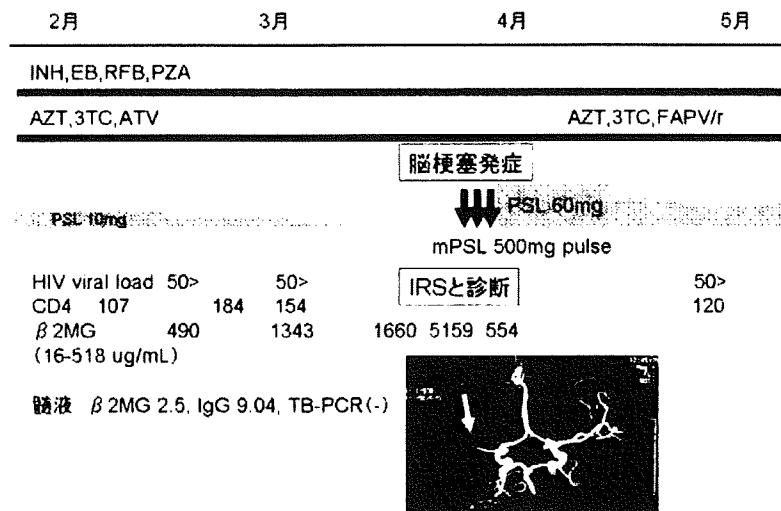 2月 3月 4月 5月
INH,EB,RFB,PZA
AZT,3TC,ATV AZT,3TC,FAPV/r
脳梗塞発症
PSL 10mg PSL 60mg
mPSL 500mg pulse
HIV viral load 50> 50> IRSと診断 50>
CD4 107 184 154 120
β2MG 490 1343 1660 5159 554
(16-518 ug/mL)
髄液 β2MG 2.5, IgG 9.04, TB-PCR(-)